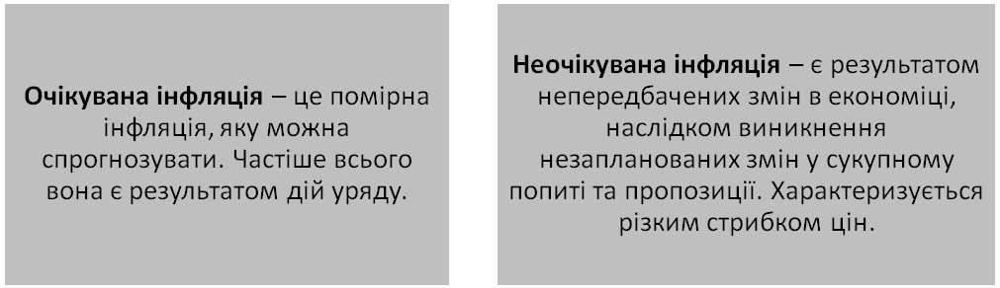 Очікувана інфляція – це помірна
інфляція, яку можна
спрогнозувати. Частіше всього
вона є результатом дій уряду.
Неочікувана інфляція – є результатом
непередбачених змін в економіці,
наслідком виникнення
незапланованих змін у сукупному
попиті та пропозиції. Характеризується
різким стрибком цін.